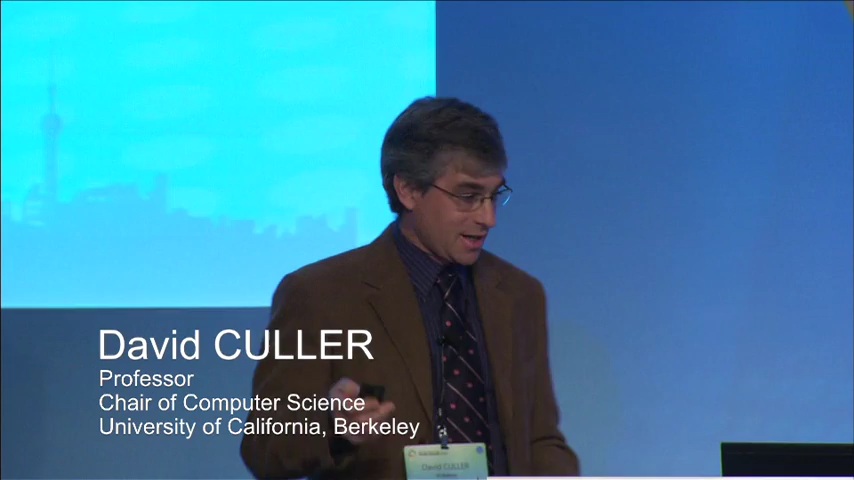 David CULLER
Professor
Chair of Computer Science
University of California, Berkeley
David CULLER